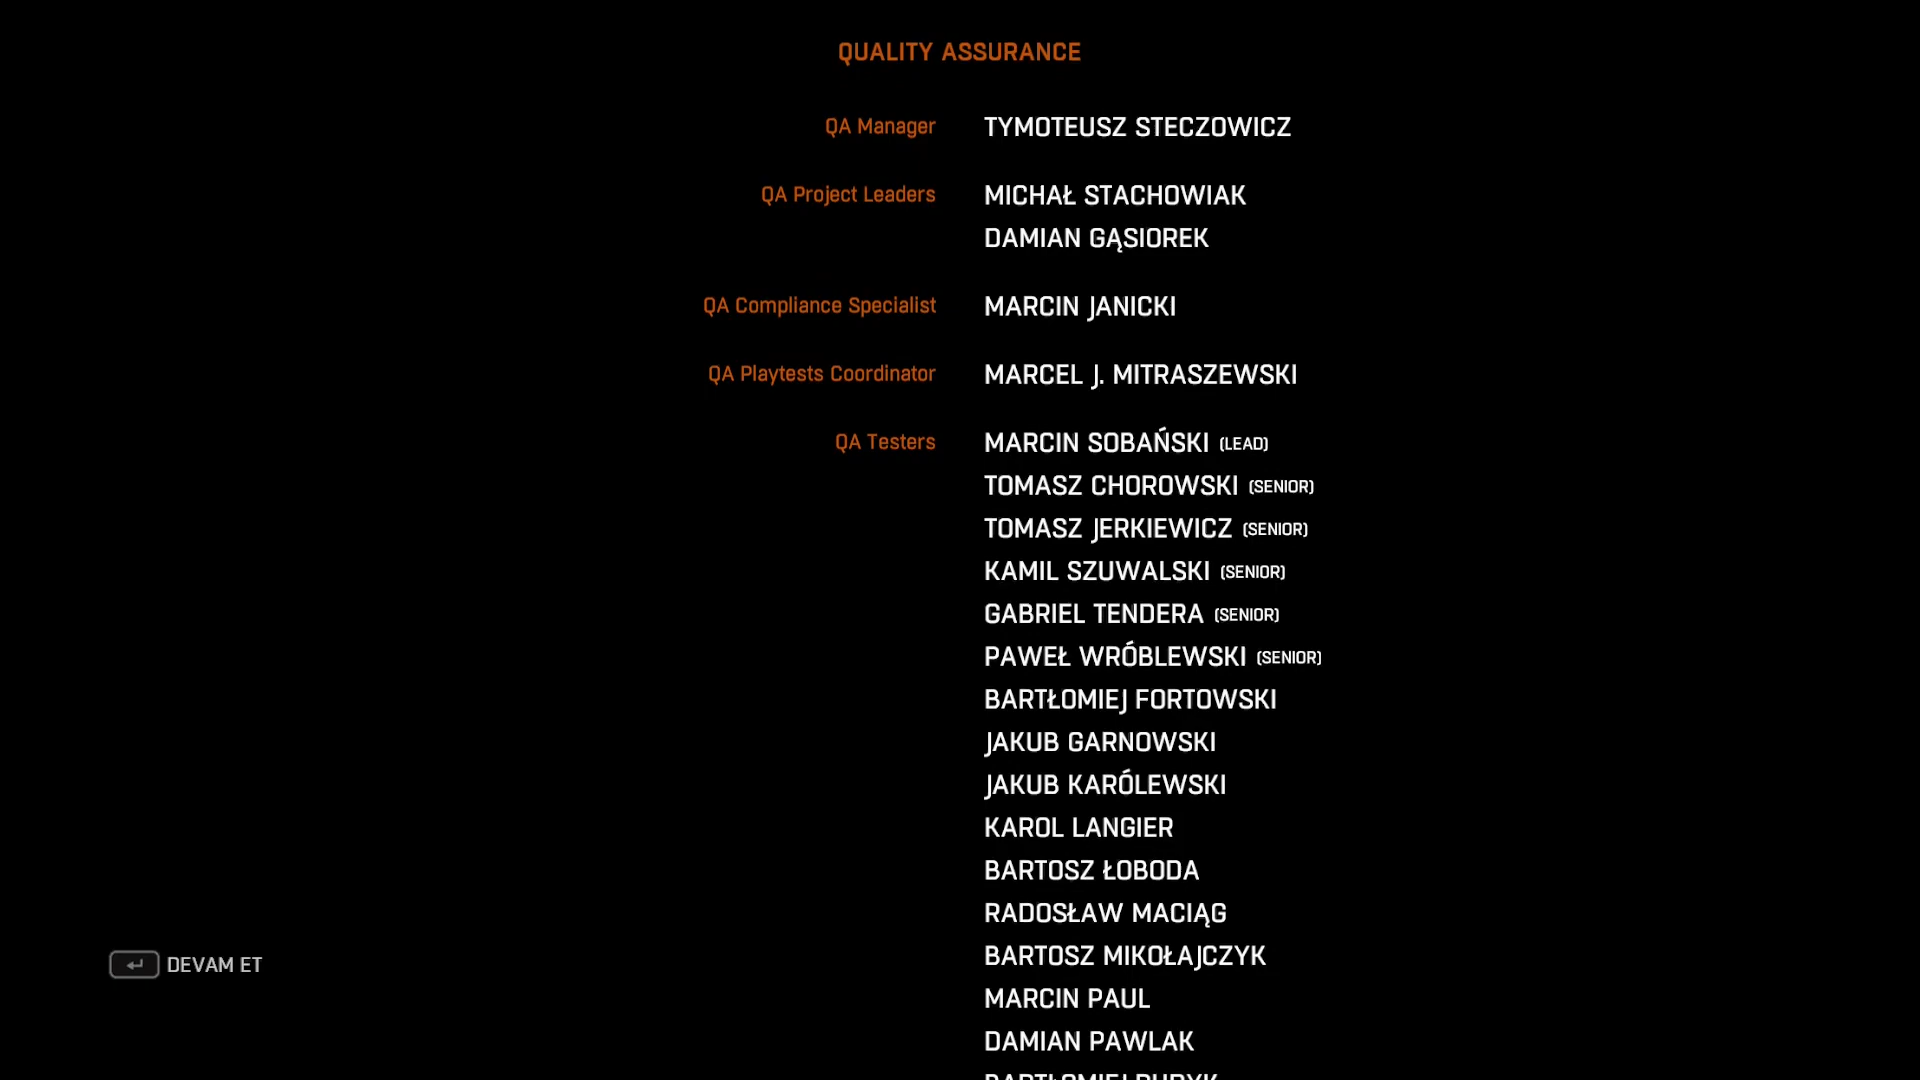 QUALITY ASSURANCE
QA Manager TYMOTEUSZ STECZOWICZ
QA Project Leaders MICHAŁ STACHOWIAK
DAMIAN GĄSIOREK
QA Compliance Specialist MARCIN JANICKI
QA Playtests Coordinator MARCEL J. MITRASZEWSKI
QA Testers MARCIN SOBAŃSKI (LEAD)
TOMASZ CHOROWSKI (SENIOR)
TOMASZ JERKIEWICZ (SENIOR)
KAMIL SZUWALSKI (SENIOR)
GABRIEL TENDERA (SENIOR)
PAWEŁ WRÓBLEWSKI (SENIOR)
BARTŁOMIEJ FORTOWSKI
JAKUB GARNOWSKI
JAKUB KARÓLEWSKI
KAROL LANGIER
BARTOSZ ŁOBODA
RADOSŁAW MACIĄG
BARTOSZ MIKOŁAJCZYK
DEVAM ET
MARCIN PAUL
DAMIAN PAWLAK
BARTŁOMIEJ